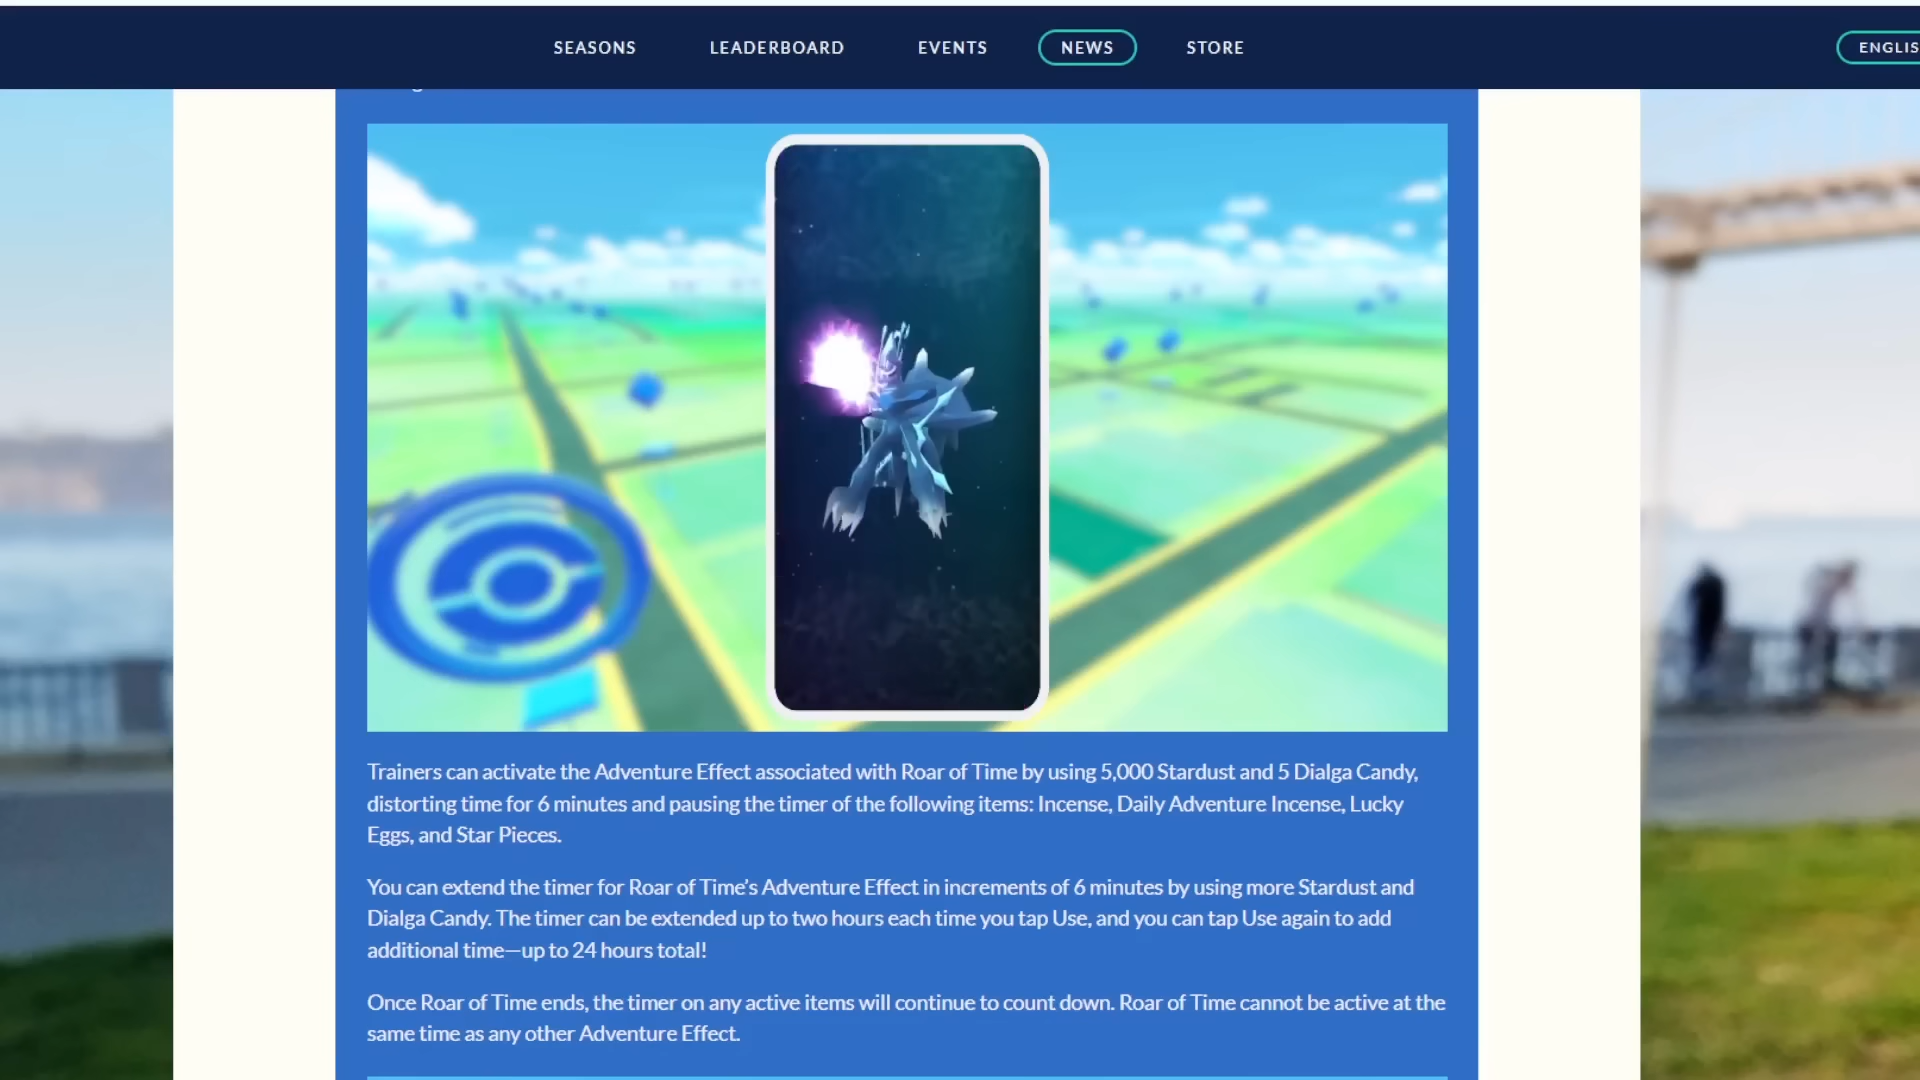 SEASONS LEADERBOARD EVENTS NEWS STORE ENGLIS
Trainers can activate the Adventure Effect associated with Roar of Time by using 5,000 Stardust and 5 Dialga Candy,
distorting time for 6 minutes and pausing the timer of the following items: Incense, Daily Adventure Incense, Lucky
Eggs, and Star Pieces.
You can extend the timer for Roar of Time’s Adventure Effect in increments of 6 minutes by using more Stardust and
Dialga Candy. The timer can be extended up to two hours each time you tap Use, and you can tap Use again to add
additional time—up to 24 hours total!
Once Roar of Time ends, the timer on any active items will continue to count down. Roar of Time cannot be active at the
same time as any other Adventure Effect.